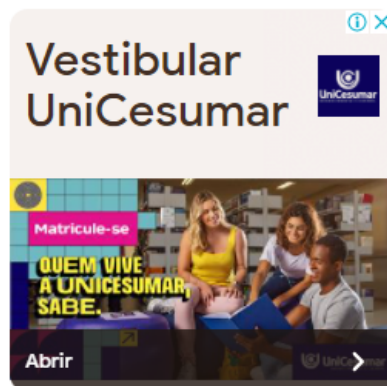 Vestibular
UniCesumar
UniCesumar
Matricule-se
QUEM VIVE
A UNICESUMAR,
SABE.
Abrir
UniCesumar